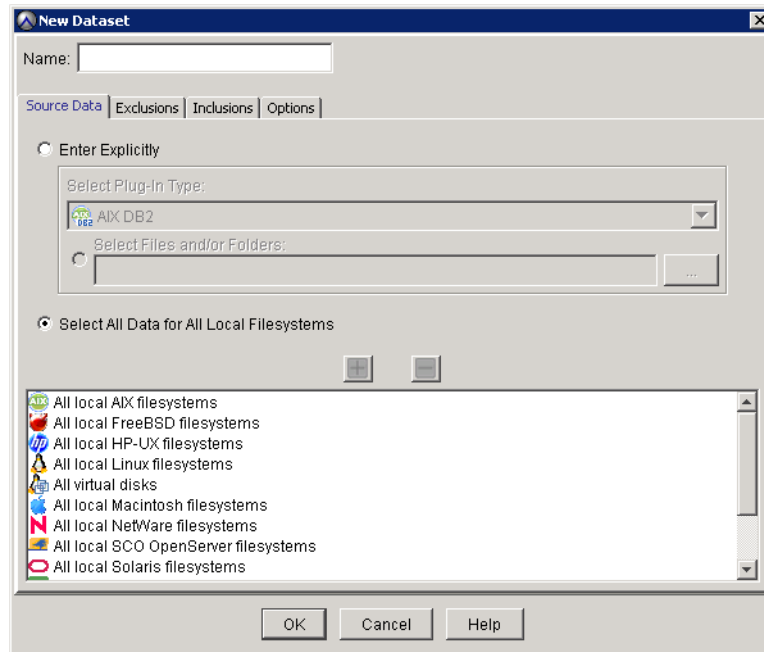 New Dataset
Name:
Source Data Exclusions Inclusions Options
Enter Explicitly
Select Plug-In Type:
AIX DB2
Select Files and/or Folders:
...
Select All Data for All Local Filesystems
All local AIX filesystems
All local FreeBSD filesystems
All local HP-UX filesystems
All local Linux filesystems
All virtual disks
All local Macintosh filesystems
All local NetWare filesystems
All local SCO OpenServer filesystems
All local Solaris filesystems
OK Cancel Help